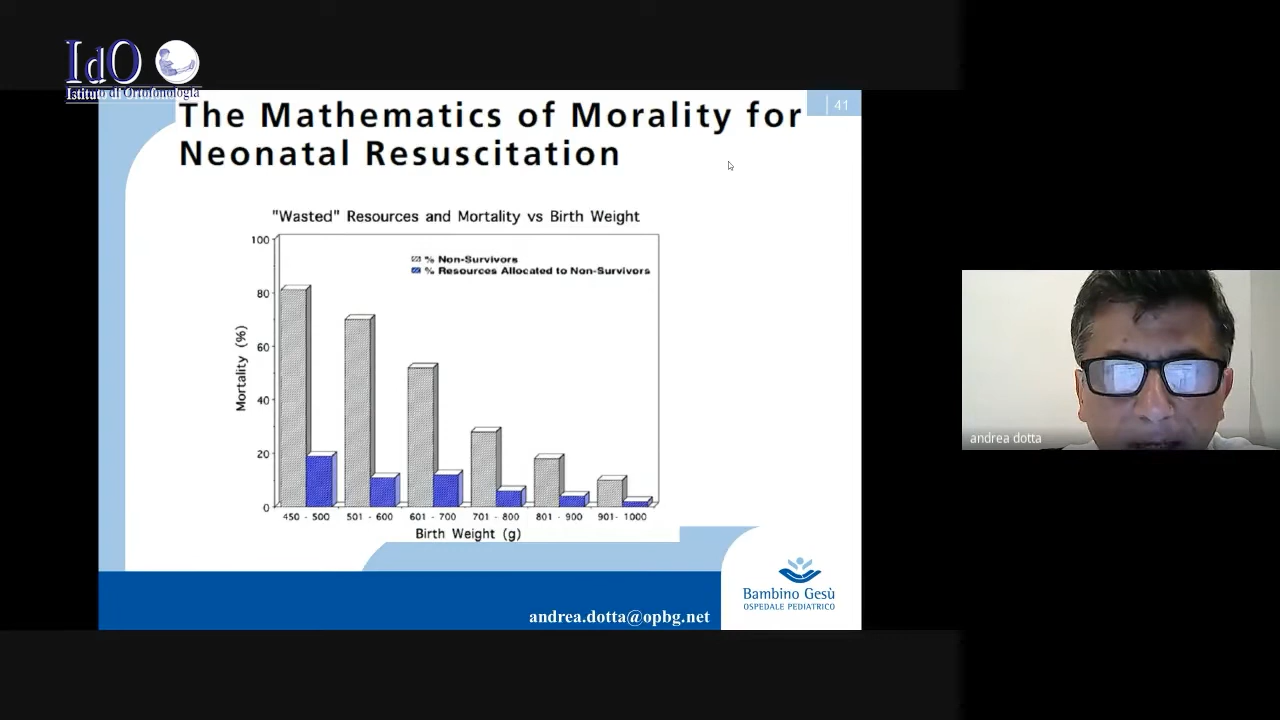 IdO
Istituto di Ortofonologia
The Mathematics of Morality for
Neonatal Resuscitation
41
"Wasted" Resources and Mortality vs Birth Weight
% Non-Survivors
% Resources Allocated to Non-Survivors
Mortality (%)
100
80
60
40
20
0
450 - 500 501 - 600 601 - 700 701 - 800 801 - 900 901- 1000
Birth Weight (g)
andrea dotta
Bambino Gesù
OSPEDALE PEDIATRICO
andrea.dotta@opbg.net